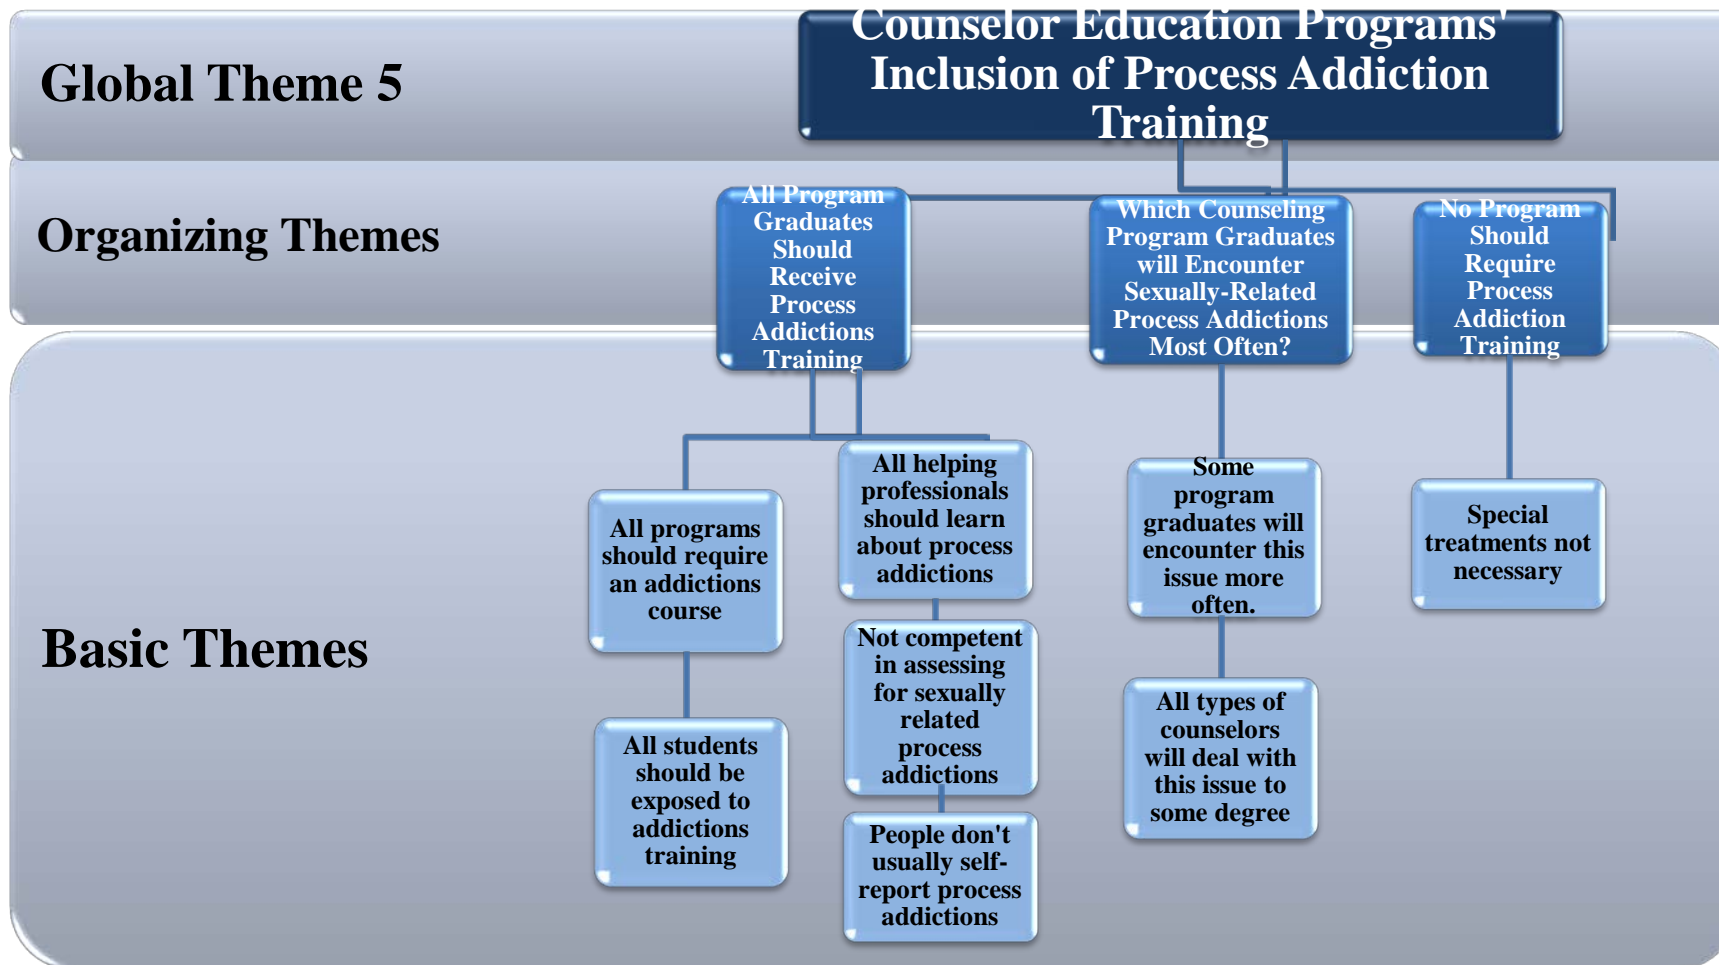 Global Theme 5
Counselor Education Programs'
Inclusion of Process Addiction
Training
Organizing Themes
All Program
Graduates
Should
Receive
Process
Addictions
Training
Which Counseling
Program Graduates
will Encounter
Sexually-Related
Process Addictions
Most Often?
No Program
Should
Require
Process
Addiction
Training
Basic Themes
All programs
should require
an addictions
course
All students
should be
exposed to
addictions
training
All helping
professionals
should learn
about process
addictions
Not competent
in assessing
for sexually
related
process
addictions
People don't
usually self-
report process
addictions
Some
program
graduates will
encounter this
issue more
often.
All types of
counselors
will deal with
this issue to
some degree
Special
treatments not
necessary